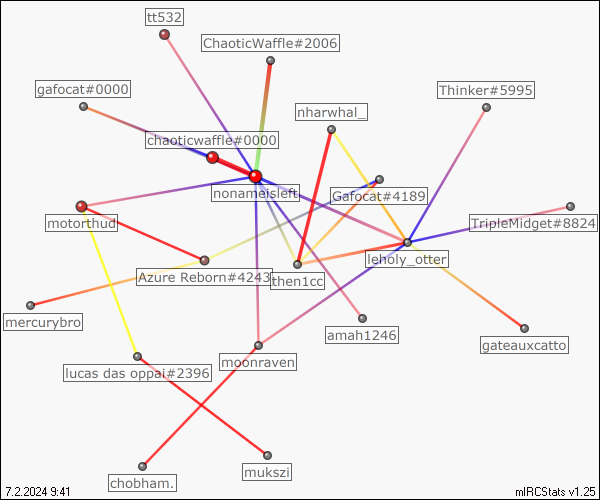 tt532
ChaoticWaffle#2006
gafocat#0000
Thinker#5995
nharwhal_
chaoticwaffle#0000
nonameisleft
Gafocat#4189
motorthud
TripleMidget#8824
leholy_otter
Azure Reborn#4243
then1cc
mercurybro
amah1246
gateauxcatto
moonraven
lucas das oppai#2396
mukszi
chobham.
7.2.2024 9:41
mIRCStats v1.25